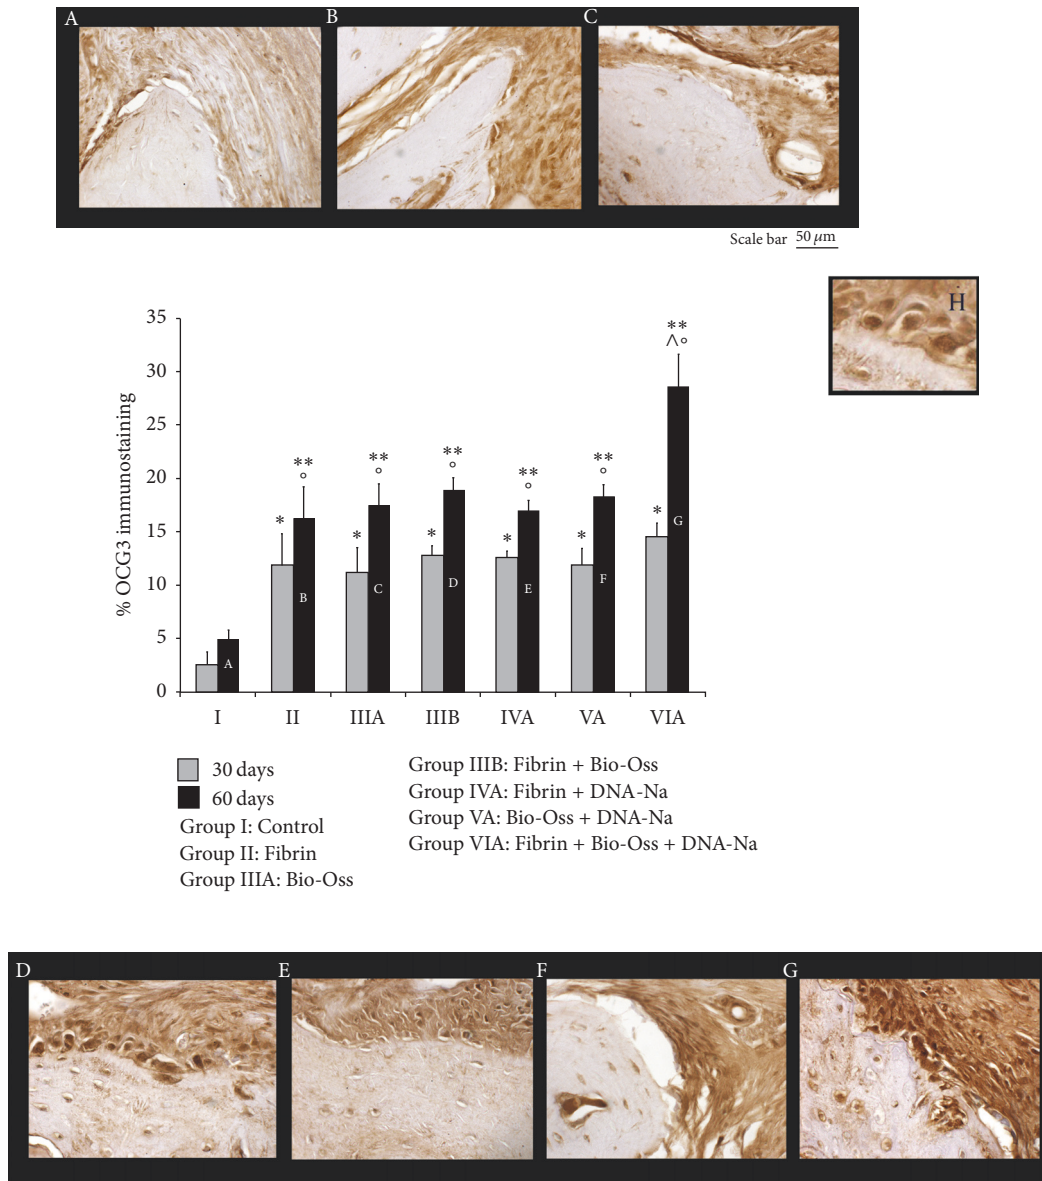 A B C
Scale bar 50 μm
H
% OCG3 immunostaining
35
30
25
20
15
10
5
0
**
^°
** ** ** ** **
° ° ° ° °
* * * * * *
A B C D E F G
I II IIIA IIIB IVA VA VIA
30 days
60 days
Group I: Control
Group II: Fibrin
Group IIIA: Bio-Oss
Group IIIB: Fibrin + Bio-Oss
Group IVA: Fibrin + DNA-Na
Group VA: Bio-Oss + DNA-Na
Group VIA: Fibrin + Bio-Oss + DNA-Na
D E F G